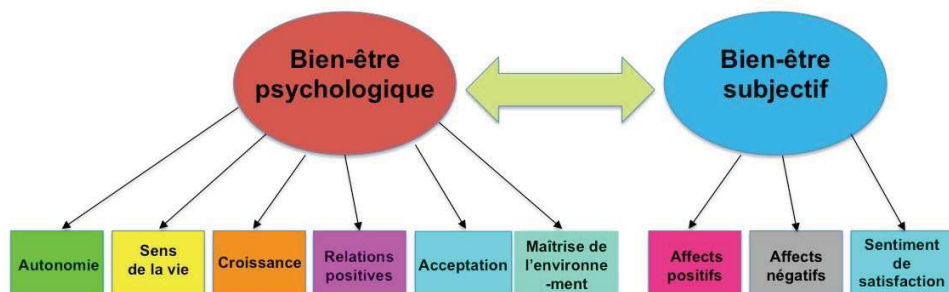 Bien-être
psychologique
Bien-être
subjectif
Autonomie
Sens
de la vie
Croissance
Relations
positives
Acceptation
Maîtrise de
l'environne
-ment
Affects
positifs
Affects
négatifs
Sentiment
de
satisfaction